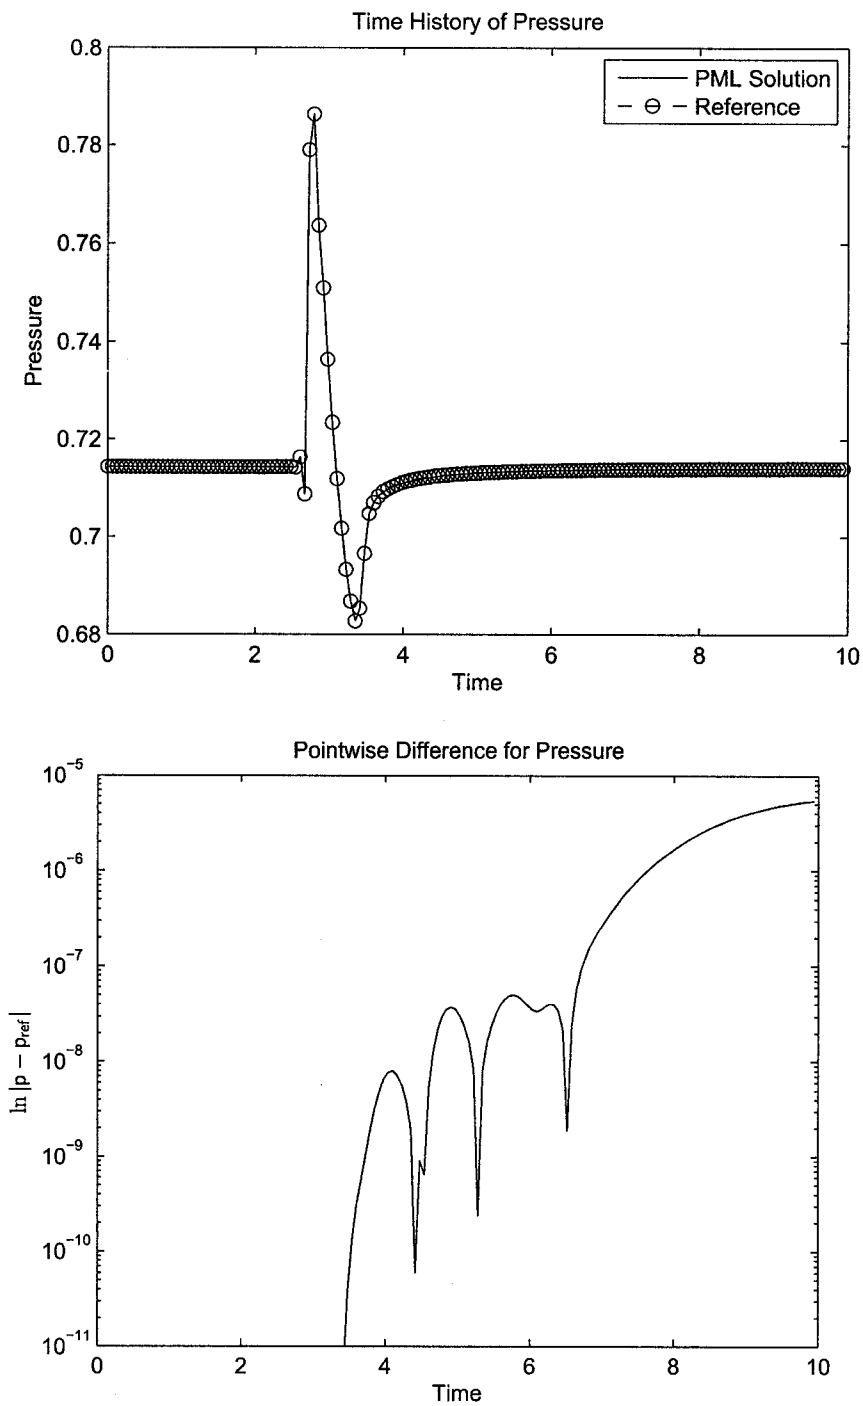 Time History of Pressure
0.8
0.78
0.76
0.74
0.72
0.7
0.68
Pressure
PML Solution
Reference
0 2 4 6 8 10
Time
Pointwise Difference for Pressure
10⁻⁵
10⁻⁶
10⁻⁷
10⁻⁸
10⁻⁹
10⁻¹⁰
10⁻¹¹
ln |p − p_ref|
0 2 4 6 8 10
Time